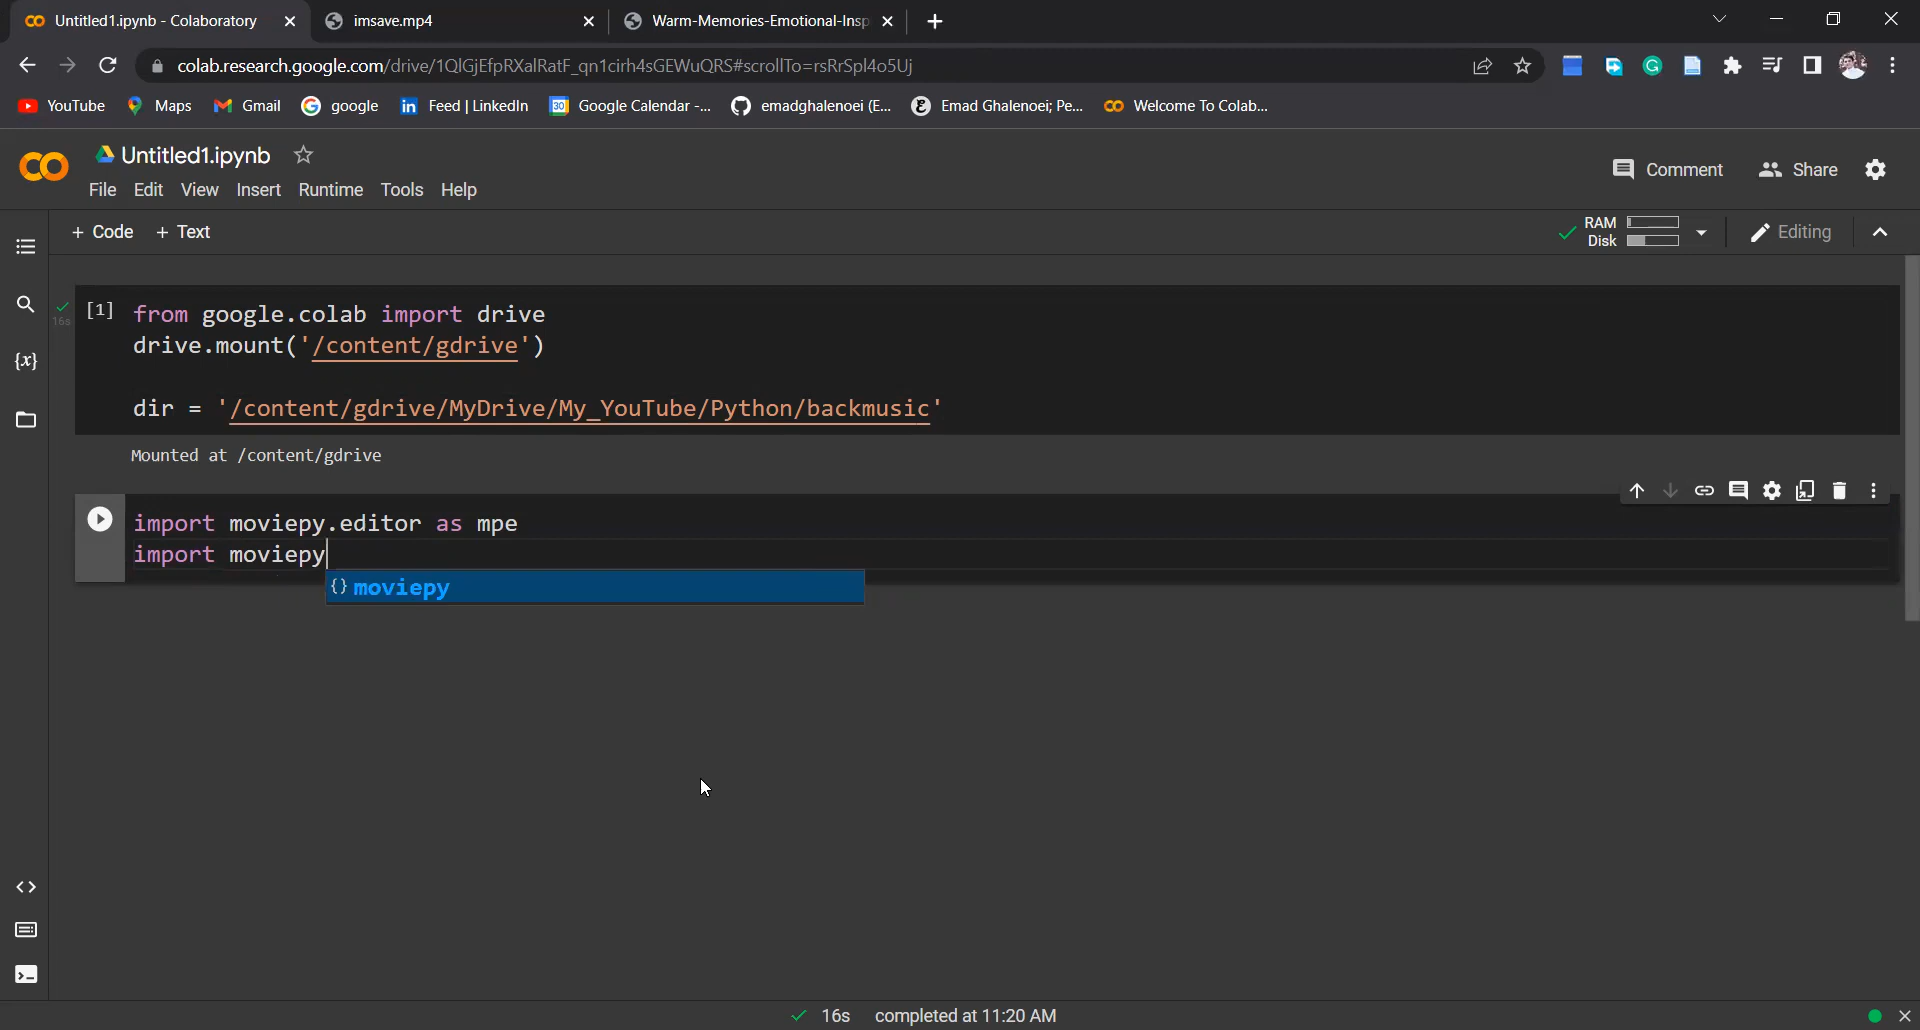 Untitled1.ipynb - Colaboratory
imsave.mp4
Warm-Memories-Emotional-Insp
colab.research.google.com/drive/1QlGjEfpRXalRatF_qn1cirh4sGEWuQRS#scrollTo=rsRrSpl4o5Uj
YouTube
Maps
Gmail
google
Feed | LinkedIn
Google Calendar -...
emadghalenoei (E...
Emad Ghalenoei; Pe...
Welcome To Colab...
Untitled1.ipynb
Comment
Share
File Edit View Insert Runtime Tools Help
+ Code + Text
RAM
Disk
Editing
[1] from google.colab import drive
16s
drive.mount('/content/gdrive')
dir = '/content/gdrive/MyDrive/My_YouTube/Python/backmusic'
Mounted at /content/gdrive
import moviepy.editor as mpe
import moviepy
{} moviepy
16s completed at 11:20 AM